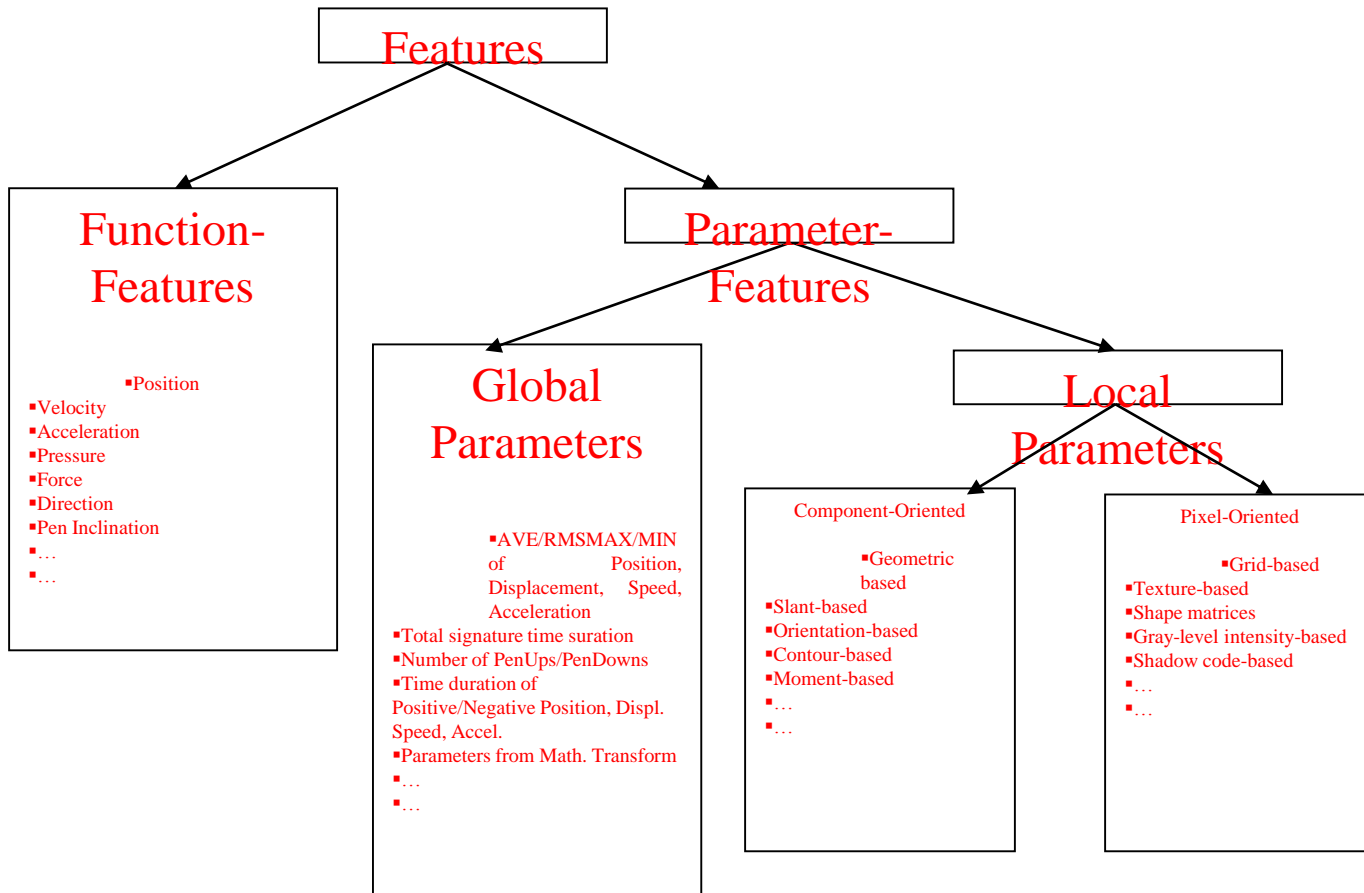 Features
Function-
Features
▪Position
▪Velocity
▪Acceleration
▪Pressure
▪Force
▪Direction
▪Pen Inclination
▪…
▪…
Parameter-
Features
Global
Parameters
▪AVE/RMSMAX/MIN
of Position,
Displacement, Speed,
Acceleration
▪Total signature time suration
▪Number of PenUps/PenDowns
▪Time duration of
Positive/Negative Position, Displ.
Speed, Accel.
▪Parameters from Math. Transform
▪…
▪…
Local
Parameters
Component-Oriented
▪Geometric
based
▪Slant-based
▪Orientation-based
▪Contour-based
▪Moment-based
▪…
▪…
Pixel-Oriented
▪Grid-based
▪Texture-based
▪Shape matrices
▪Gray-level intensity-based
▪Shadow code-based
▪…
▪…